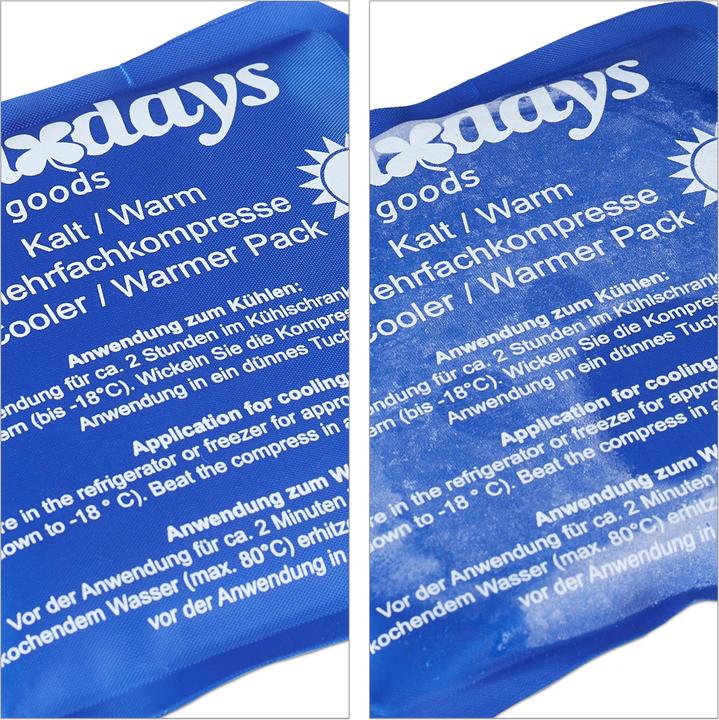 days
goods
Kalt / Warm
ehrfachkompresse
Cooler / Warmer Pack
Anwendung zum Kühlen:
endung für ca. 2 Stunden im Kühlschrank
ern (bis -18°C). Wickeln Sie die Kompres
Anwendung in ein dünnes Tuch
Application for cooling:
re in the refrigerator or freezer for appro
down to -18 ° C). Beat the compress in a
Anwendung zum W
Vor der Anwendung für ca. 2 Minuten
kochendem Wasser (max. 80°C) erhitz
vor der Anwendung in
days
goods
Kalt / Warm
ehrfachkompresse
Cooler / Warmer Pack
Anwendung zum Kühlen:
endung für ca. 2 Stunden im Kühlschrank
ern (bis -18°C). Wickeln Sie die Kompres
Anwendung in ein dünnes Tuch
Application for cooling:
re in the refrigerator or freezer for appro
down to -18 ° C). Beat the compress in a
Anwendung zum W
Vor der Anwendung für ca. 2 Minuten
kochendem Wasser (max. 80°C) erhitz
vor der Anwendung in